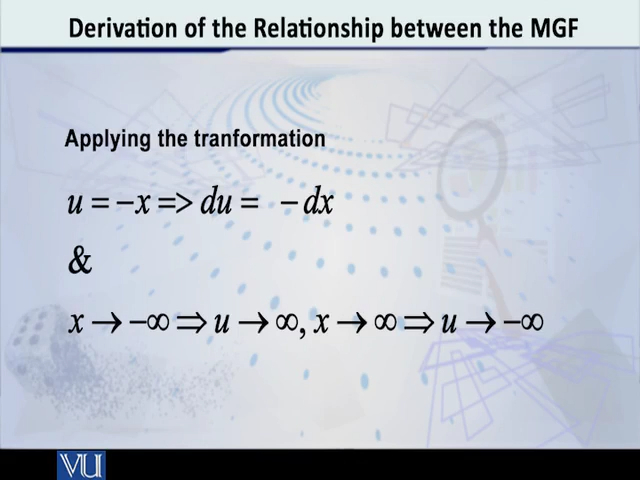 Derivation of the Relationship between the MGF
Applying the tranformation
u = −x => du = −dx
&
x → −∞ ⇒ u → ∞, x → ∞ ⇒ u → −∞
VU